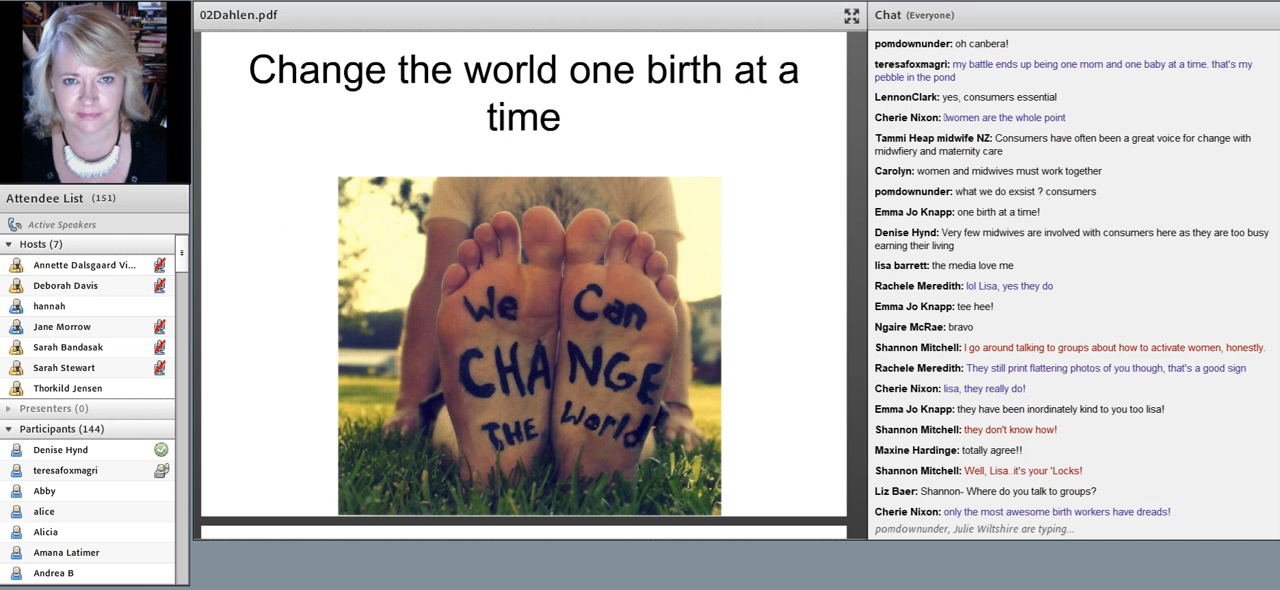 02Dahlen.pdf
Change the world one birth at a
time
We Can
CHANGE
THE World!
Attendee List (151)
Active Speakers
Hosts (7)
Annette Dalsgaard Vi...
Deborah Davis
hannah
Jane Morrow
Sarah Bandasak
Sarah Stewart
Thorkild Jensen
Presenters (0)
Participants (144)
Denise Hynd
teresafoxmagri
Abby
alice
Alicia
Amana Latimer
Andrea B
Chat (Everyone)
pomdownunder: oh canbera!
teresafoxmagri: my battle ends up being one mom and one baby at a time. that's my
pebble in the pond
LennonClark: yes, consumers essential
Cherie Nixon: women are the whole point
Tammi Heap midwife NZ: Consumers have often been a great voice for change with
midwfiery and maternity care
Carolyn: women and midwives must work together
pomdownunder: what we do exsist ? consumers
Emma Jo Knapp: one birth at a time!
Denise Hynd: Very few midwives are involved with consumers here as they are too busy
earning their living
lisa barrett: the media love me
Rachele Meredith: lol Lisa, yes they do
Emma Jo Knapp: tee hee!
Ngaire McRae: bravo
Shannon Mitchell: I go around talking to groups about how to activate women, honestly.
Rachele Meredith: They still print flattering photos of you though, that's a good sign
Cherie Nixon: lisa, they really do!
Emma Jo Knapp: they have been inordinately kind to you too lisa!
Shannon Mitchell: they don't know how!
Maxine Hardinge: totally agree!!
Shannon Mitchell: Well, Lisa..it's your 'Locks!
Liz Baer: Shannon- Where do you talk to groups?
Cherie Nixon: only the most awesome birth workers have dreads!
pomdownunder, Julie Wiltshire are typing...